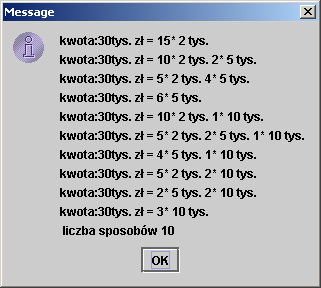 Message
kwota:30tys. zł = 15* 2 tys.
kwota:30tys. zł = 10* 2 tys. 2* 5 tys.
kwota:30tys. zł = 5* 2 tys. 4* 5 tys.
kwota:30tys. zł = 6* 5 tys.
kwota:30tys. zł = 10* 2 tys. 1* 10 tys.
kwota:30tys. zł = 5* 2 tys. 2* 5 tys. 1* 10 tys.
kwota:30tys. zł = 4* 5 tys. 1* 10 tys.
kwota:30tys. zł = 5* 2 tys. 2* 10 tys.
kwota:30tys. zł = 2* 5 tys. 2* 10 tys.
kwota:30tys. zł = 3* 10 tys.
liczba sposobów 10
OK